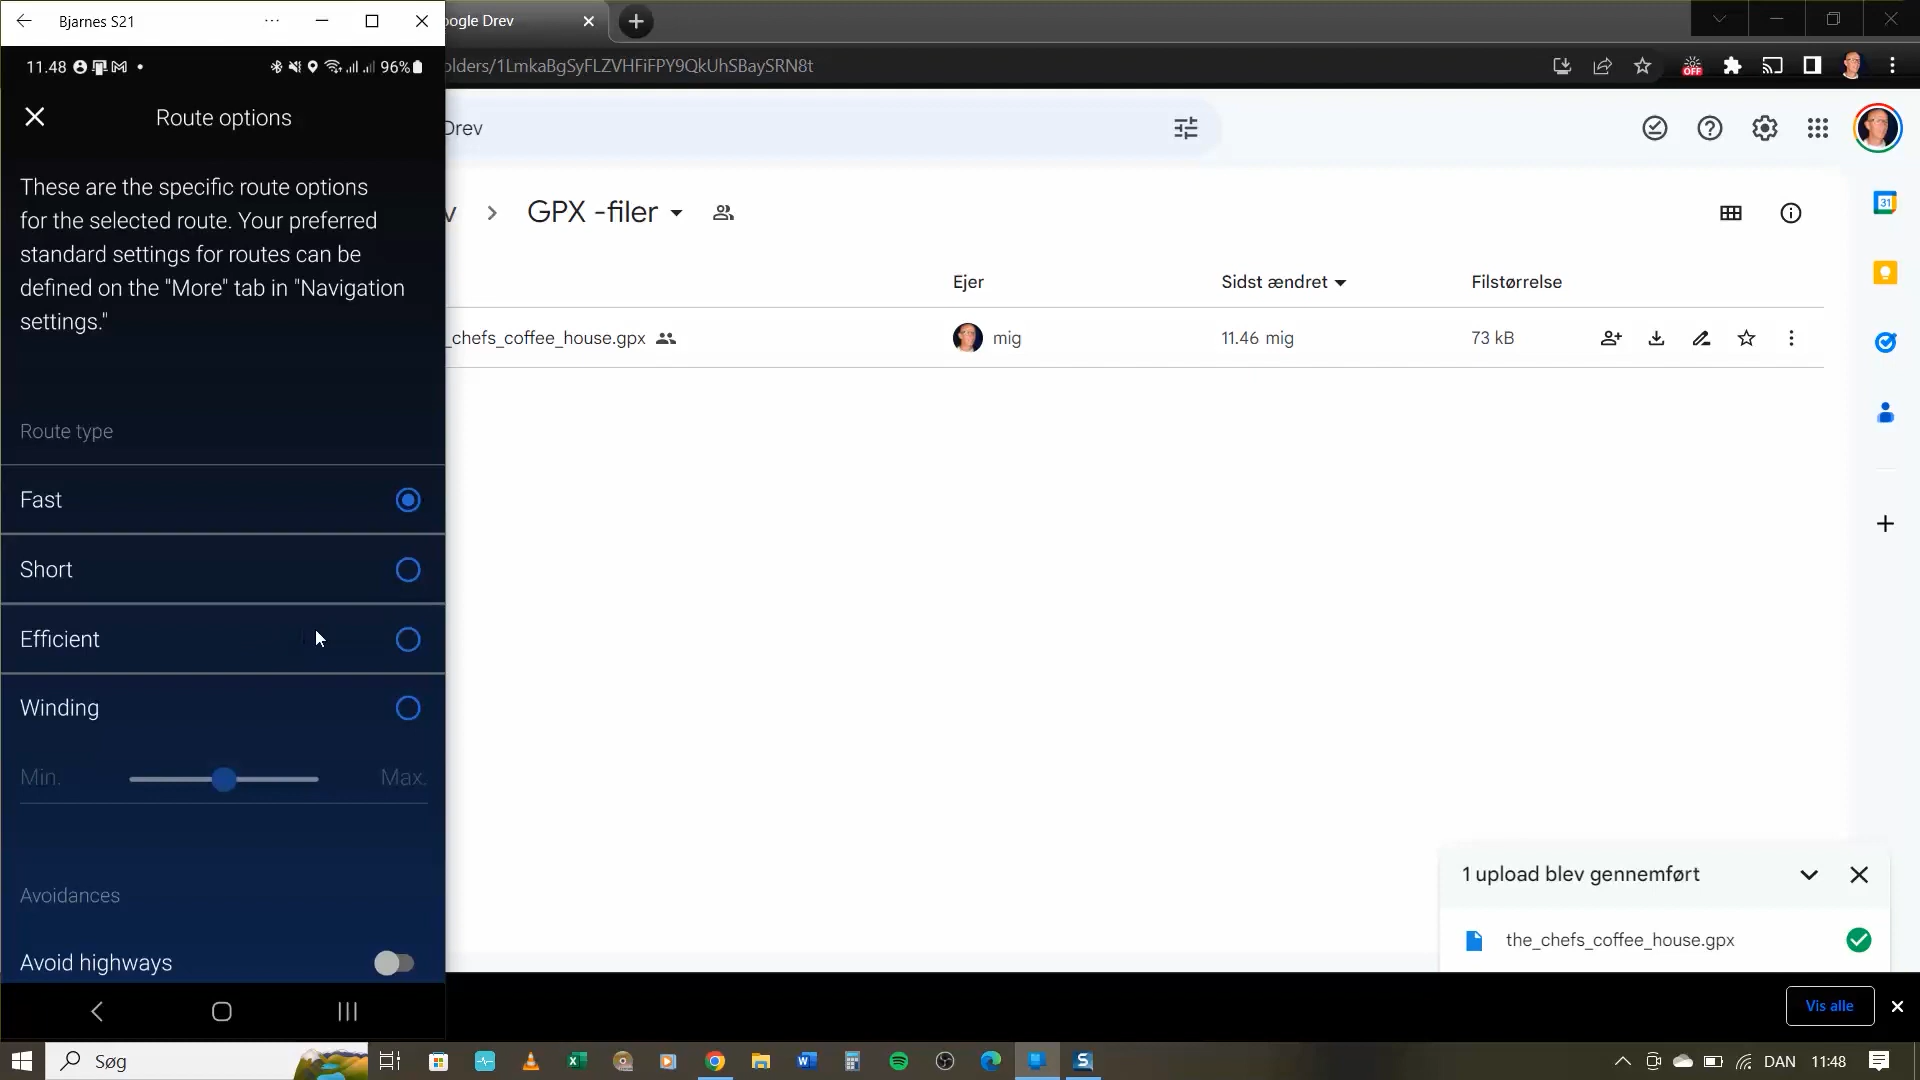 Bjarnes S21
oogle Drev
11.48
96%
olders/1LmkaBgSyFLZVHFiFPY9QkUhSBaySRN8t
OFF
Route options
Drev
These are the specific route options
for the selected route. Your preferred
standard settings for routes can be
defined on the "More" tab in "Navigation
settings."
v
GPX -filer
31
Ejer
Sidst ændret
Filstørrelse
_chefs_coffee_house.gpx
mig
11.46 mig
73 kB
Route type
Fast
Short
Efficient
Winding
Min.
Max.
Avoidances
Avoid highways
1 upload blev gennemført
the_chefs_coffee_house.gpx
Vis alle
Søg
DAN
11:48